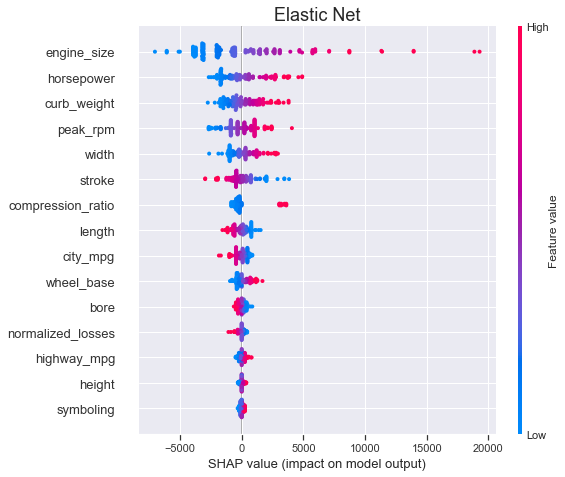 Elastic Net
High
engine_size
horsepower
curb_weight
peak_rpm
width
stroke
compression_ratio
length
city_mpg
wheel_base
bore
normalized_losses
highway_mpg
height
symboling
Feature value
Low
−5000 0 5000 10000 15000 20000
SHAP value (impact on model output)